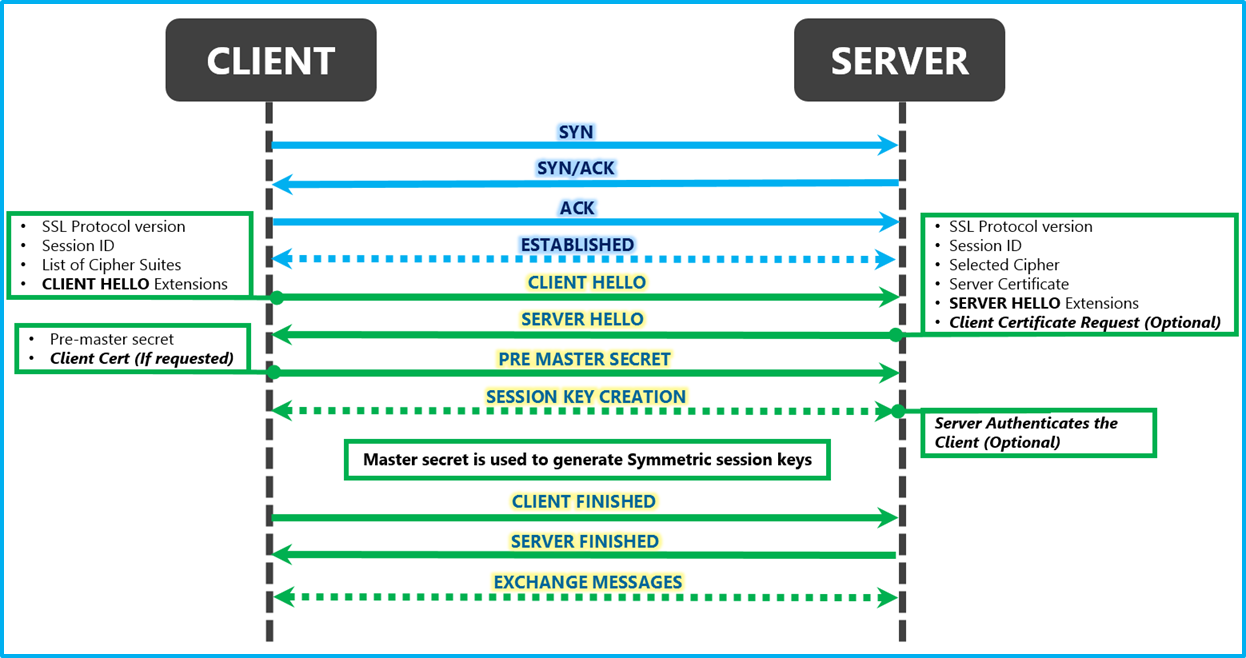 CLIENT
SERVER
SYN
SYN/ACK
ACK
ESTABLISHED
• SSL Protocol version
• Session ID
• List of Cipher Suites
• CLIENT HELLO Extensions
• SSL Protocol version
• Session ID
• Selected Cipher
• Server Certificate
• SERVER HELLO Extensions
• Client Certificate Request (Optional)
CLIENT HELLO
SERVER HELLO
• Pre-master secret
• Client Cert (If requested)
PRE MASTER SECRET
SESSION KEY CREATION
Server Authenticates the
Client (Optional)
Master secret is used to generate Symmetric session keys
CLIENT FINISHED
SERVER FINISHED
EXCHANGE MESSAGES